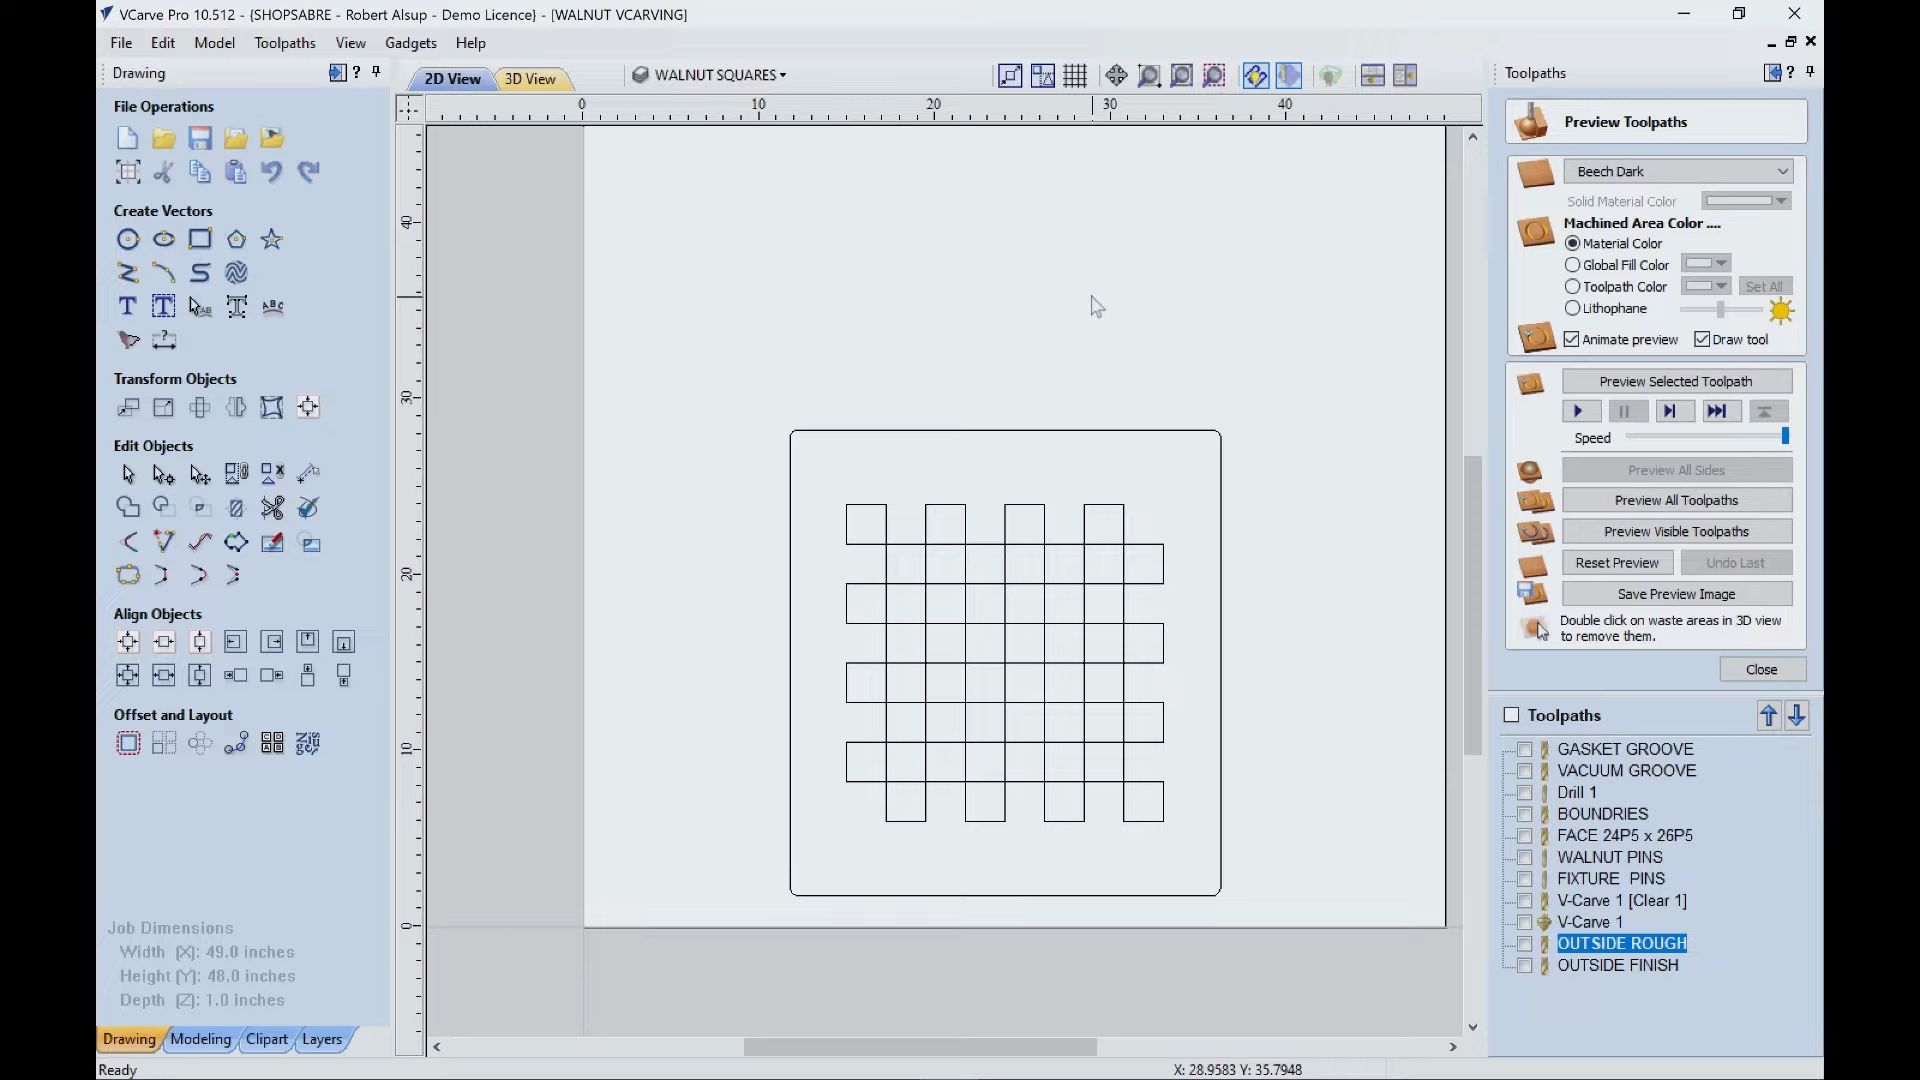 VCarve Pro 10.512 - {SHOPSABRE - Robert Alsup - Demo Licence} - [WALNUT VCARVING]
File Edit Model Toolpaths View Gadgets Help
Drawing
File Operations
Create Vectors
Transform Objects
Edit Objects
Align Objects
Offset and Layout
Job Dimensions
Width (X): 49.0 inches
Height (Y): 48.0 inches
Depth (Z): 1.0 inches
Drawing Modeling Clipart Layers
Ready
2D View 3D View WALNUT SQUARES
0 10 20 30 40
40
30
20
10
0
X: 28.9583 Y: 35.7948
Toolpaths
Preview Toolpaths
Beech Dark
Solid Material Color
Machined Area Color ....
Material Color
Global Fill Color
Toolpath Color Set All
Lithophane
Animate preview Draw tool
Preview Selected Toolpath
Speed
Preview All Sides
Preview All Toolpaths
Preview Visible Toolpaths
Reset Preview Undo Last
Save Preview Image
Double click on waste areas in 3D view
to remove them.
Close
Toolpaths
GASKET GROOVE
VACUUM GROOVE
Drill 1
BOUNDRIES
FACE 24P5 x 26P5
WALNUT PINS
FIXTURE PINS
V-Carve 1 [Clear 1]
V-Carve 1
OUTSIDE ROUGH
OUTSIDE FINISH